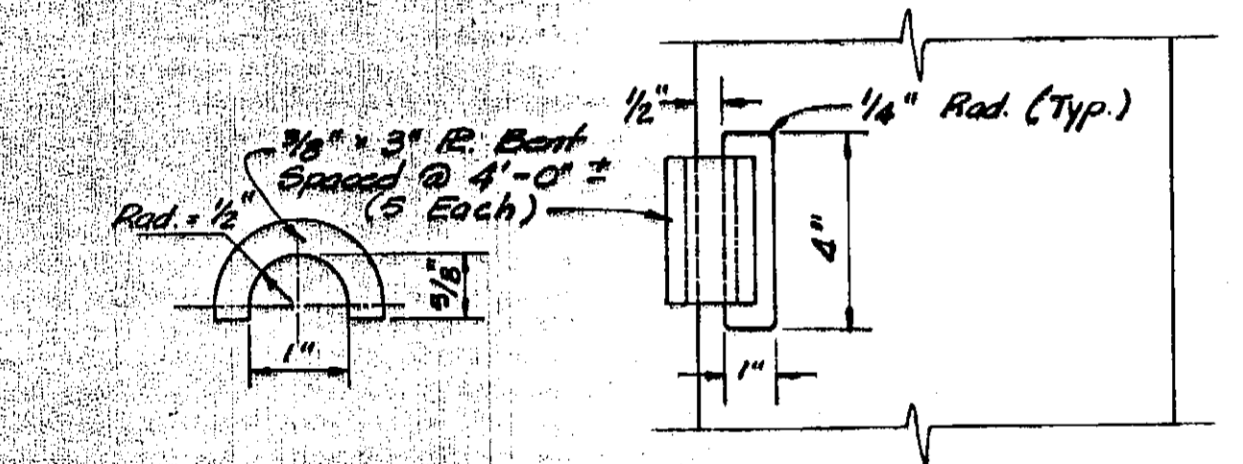 3/8" x 3" PL. Bent
Spaced @ 4'-0" ±
(5 Each)
Rad. = 1/2"
5/8"
1"
1/2"
1/4" Rad. (Typ.)
4"
1"